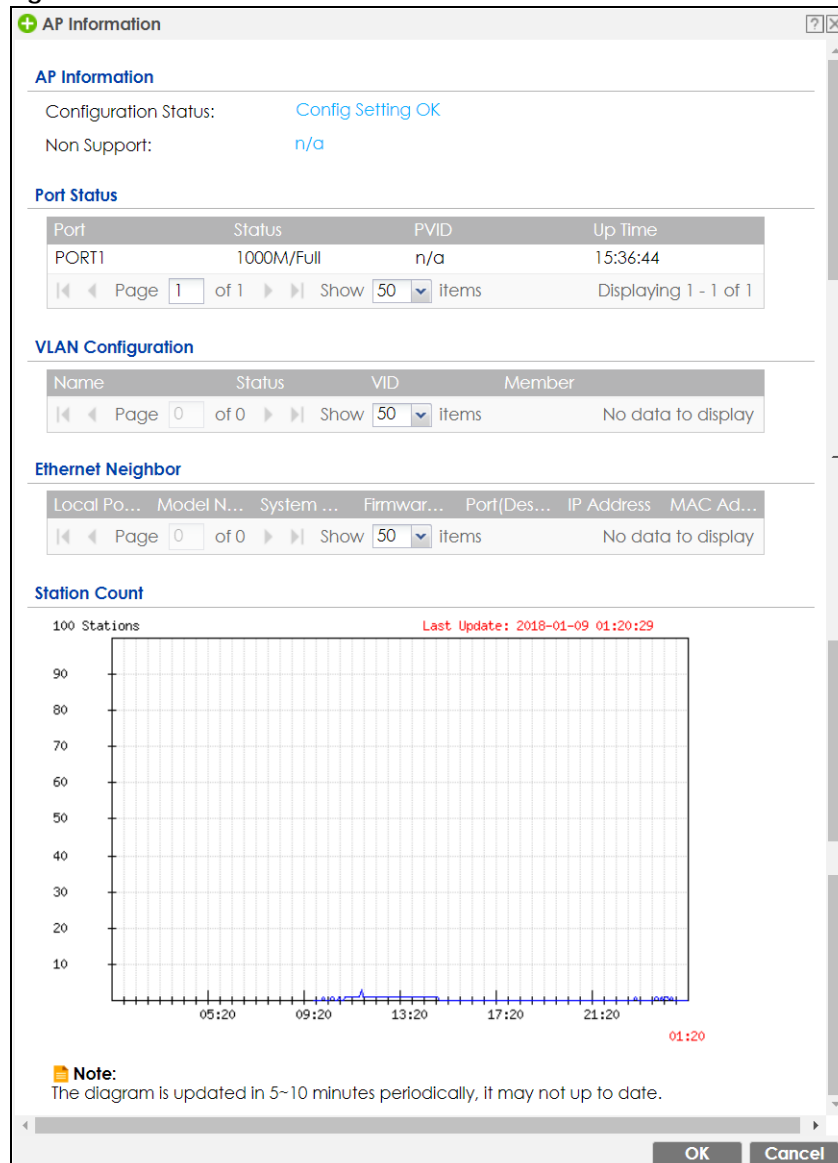 AP Information
AP Information
Configuration Status: Config Setting OK
Non Support: n/a
Port Status
Port Status PVID Up Time
PORT1 1000M/Full n/a 15:36:44
Page 1 of 1 Show 50 items Displaying 1 - 1 of 1
VLAN Configuration
Name Status VID Member
Page 0 of 0 Show 50 items No data to display
Ethernet Neighbor
Local Po... Model N... System ... Firmwar... Port(Des... IP Address MAC Ad...
Page 0 of 0 Show 50 items No data to display
Station Count
100 Stations Last Update: 2018-01-09 01:20:29
90
80
70
60
50
40
30
20
10
05:20 09:20 13:20 17:20 21:20
01:20
Note:
The diagram is updated in 5~10 minutes periodically, it may not up to date.
OK Cancel